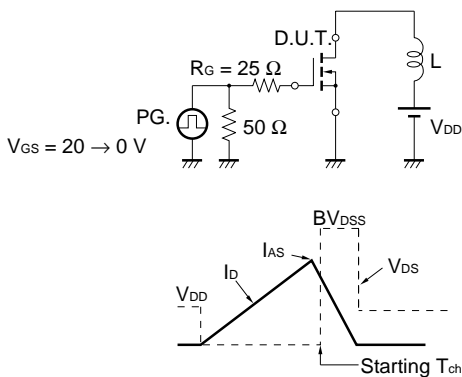 D.U.T.
RG = 25 Ω
L
PG.
50 Ω
VDD
VGS = 20 → 0 V
BVDSS
IAS
VDS
ID
VDD
Starting Tch